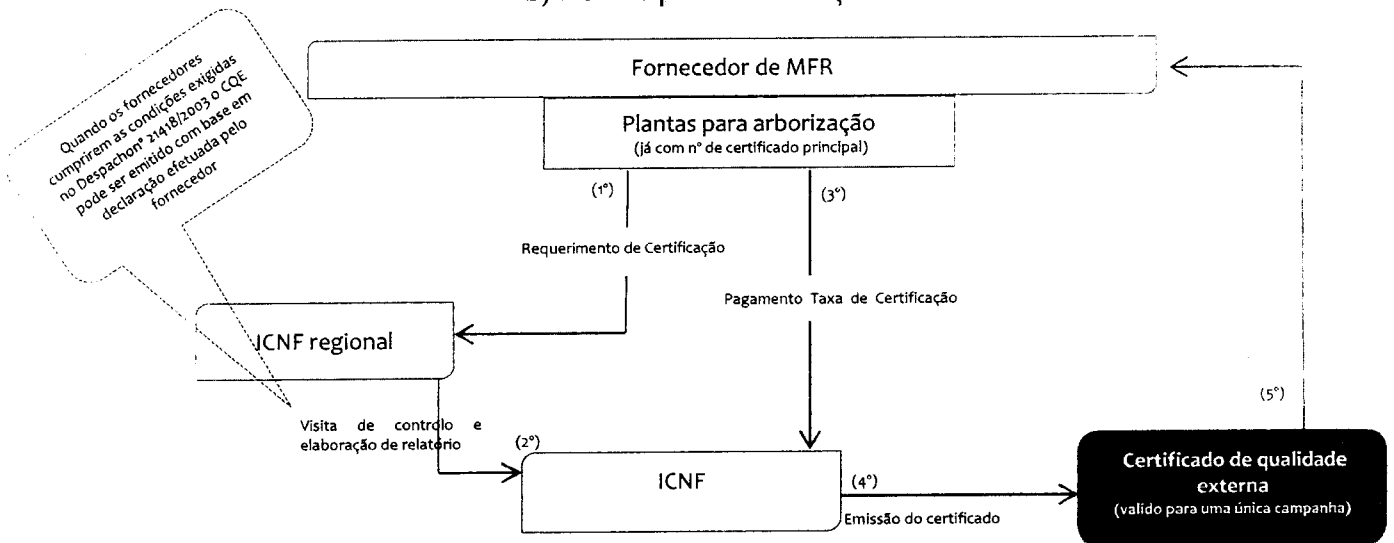 Fornecedor de MFR
Plantas para arborização
(já com nº de certificado principal)
Quando os fornecedores
cumprirem as condições exigidas
no Despachonº 21418/2003 o CQE
pode ser emitido com base em
declaração efetuada pelo
fornecedor
(1º)
(3º)
Requerimento de Certificação
Pagamento Taxa de Certificação
ICNF regional
Visita de controlo e
elaboração de relatório
(2º)
ICNF
(4º)
Emissão do certificado
(5º)
Certificado de qualidade
externa
(valido para uma única campanha)